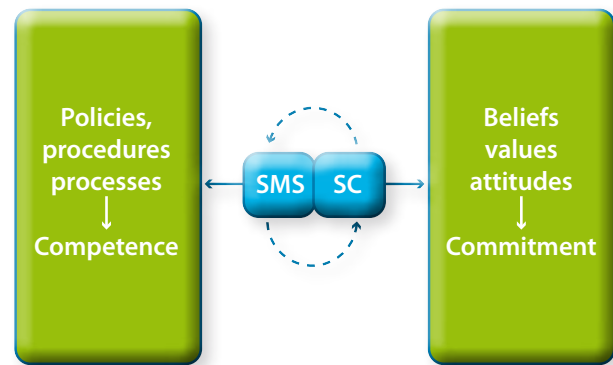 Policies,
procedures
processes
Competence
SMS
SC
Beliefs
values
attitudes
Commitment